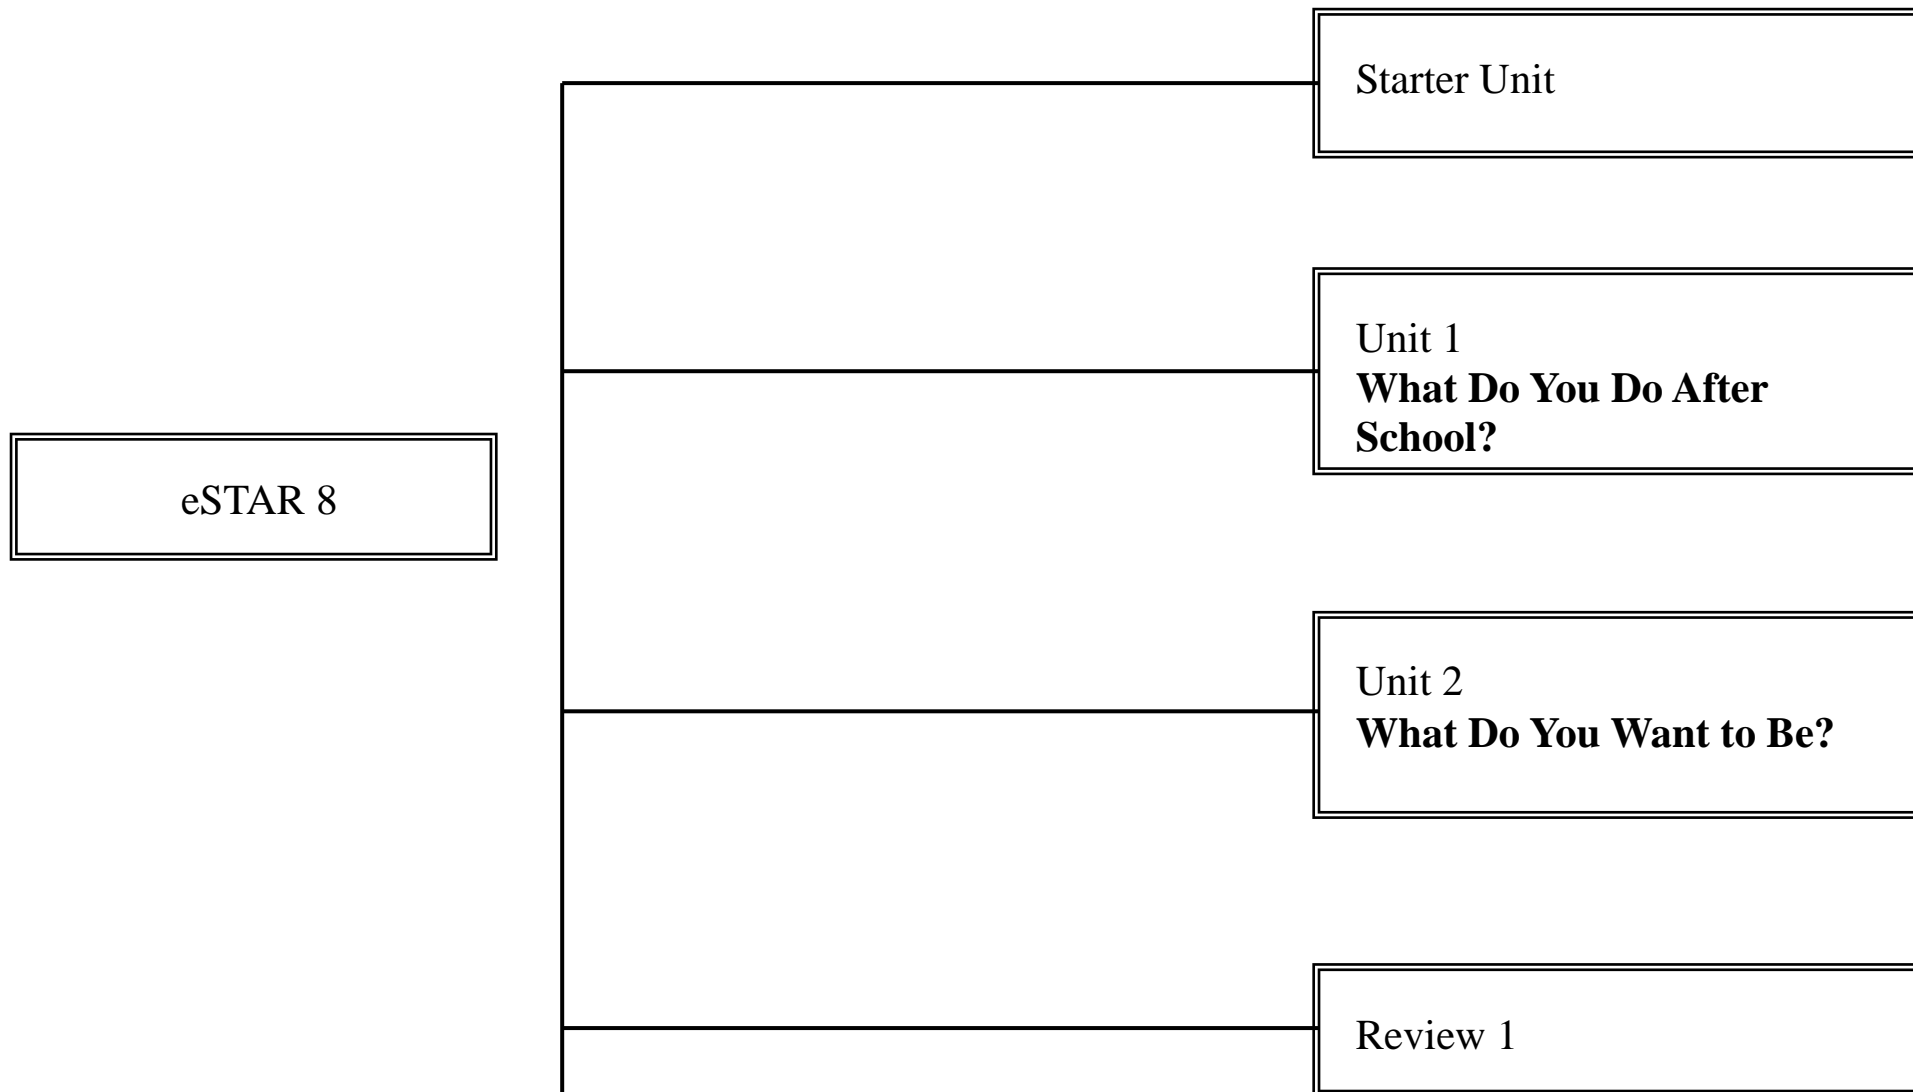 Starter Unit
Unit 1
What Do You Do After
School?
eSTAR 8
Unit 2
What Do You Want to Be?
Review 1